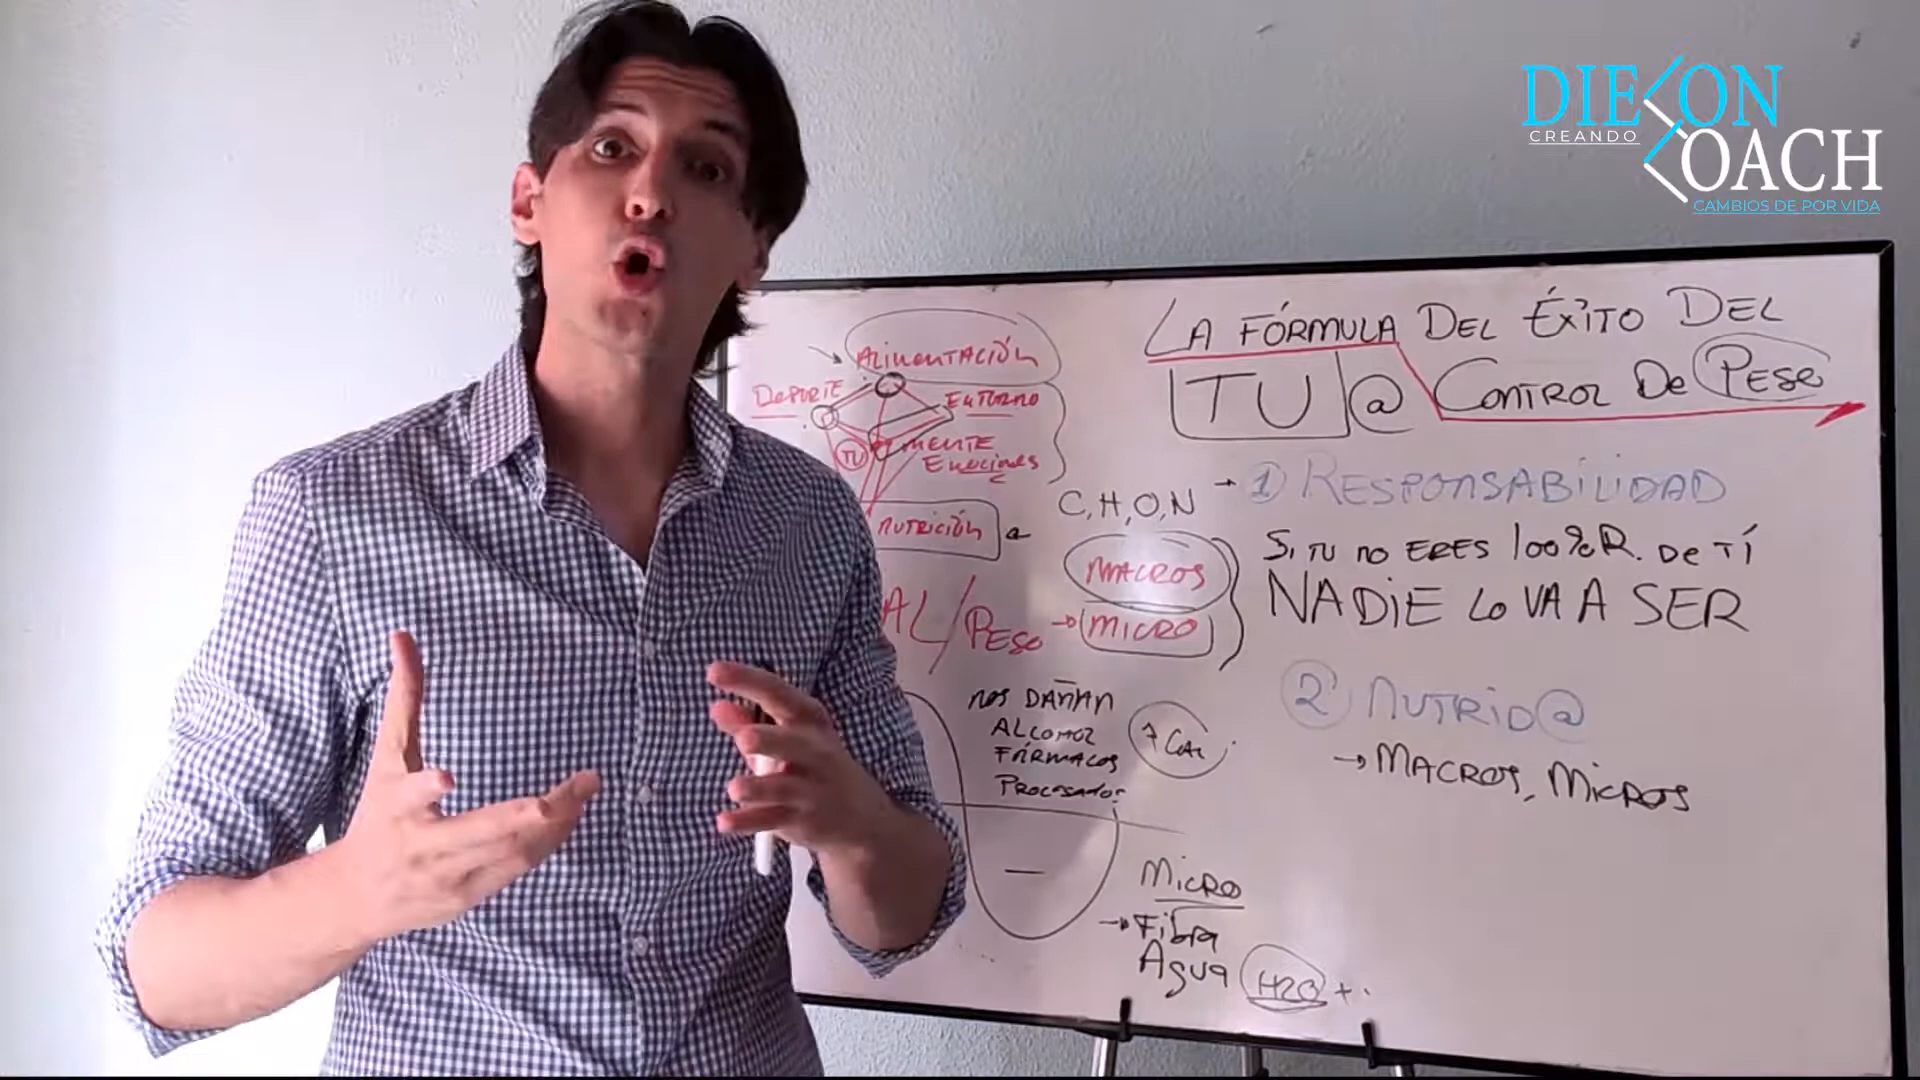 DIEGON
CREANDO
COACH
CAMBIOS DE POR VIDA
LA FÓRMULA DEL ÉXITO DEL
TU @ CONTROL DE PESO
ALIMENTACIÓN
DEPORTE
ENTORNO
TU
MENTE
EMOCIONES
NUTRICIÓN
C, H, O, N
MACROS
AL/PESO → MICRO
→ 1) RESPONSABILIDAD
SI TU NO ERES 100% R. DE TÍ
NADIE LO VA A SER
2 NUTRID@
→ MACROS, MICROS
NOS DAÑAN
ALCOHOL
FÁRMACOS
PROCESADOS
7 CAL
MICRO
→ Fibra
Agua H2O +